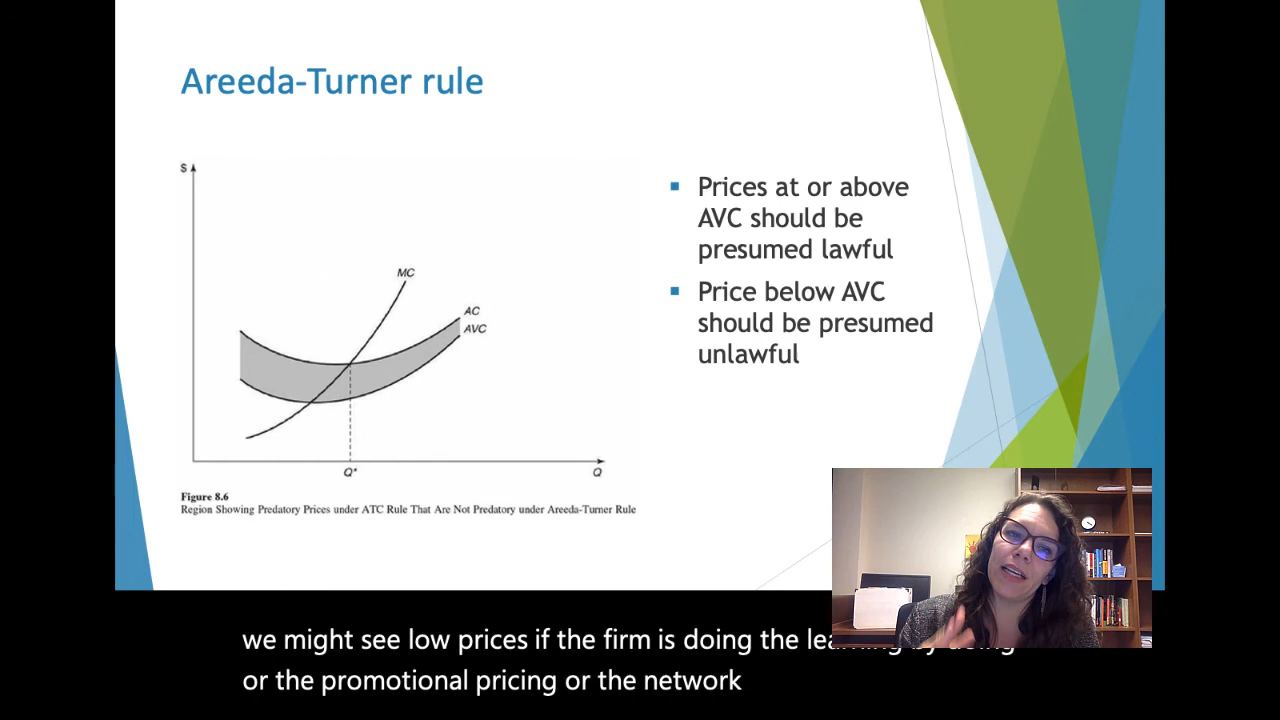 Areeda-Turner rule
$
MC
AC
AVC
Q*
Q
Figure 8.6
Region Showing Predatory Prices under ATC Rule That Are Not Predatory under Areeda-Turner Rule
Prices at or above
AVC should be
presumed lawful
Price below AVC
should be presumed
unlawful
we might see low prices if the firm is doing the learning by doing
or the promotional pricing or the network